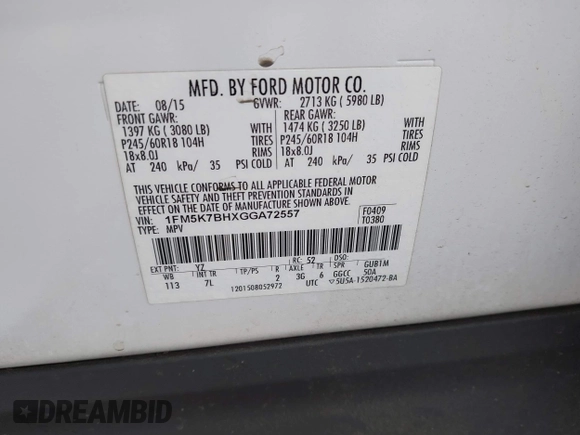 MFD. BY FORD MOTOR CO.
DATE: 08/15 GVWR: 2713 KG ( 5980 LB)
FRONT GAWR: REAR GAWR:
1397 KG ( 3080 LB) WITH 1474 KG ( 3250 LB) WITH
P245/60R18 104H TIRES P245/60R18 104H TIRES
18x8.0J RIMS 18x8.0J RIMS
AT 240 kPa/ 35 PSI COLD AT 240 kPa/ 35 PSI COLD
THIS VEHICLE CONFORMS TO ALL APPLICABLE FEDERAL MOTOR
VEHICLE SAFETY AND THEFT PREVENTION STANDARDS IN
EFFECT ON THE DATE OF MANUFACTURE SHOWN ABOVE.
VIN: 1FM5K7BHXGGA72557 F0409
TYPE: MPV T0380
EXT PNT: YZ RC: 52 DSO:
WB INT TR TP/PS R AXLE TR SPR GUBTM
113 7L 2 3G 6 GGCC 50A
1201508052972 UTC ▽5U5A-1520472-BA
DREAMBID